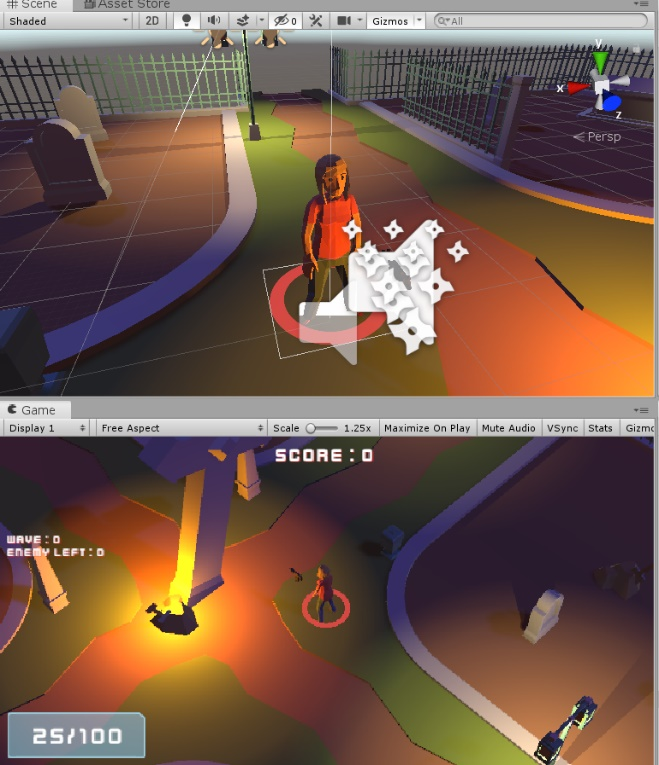 Scene Asset Store
Shaded 2D 0 Gizmos All
y
x
z
Persp
Game
Display 1 Free Aspect Scale 1.25x Maximize On Play Mute Audio VSync Stats Gizmo
SCORE : 0
WAVE : 0
ENEMY LEFT : 0
25/100